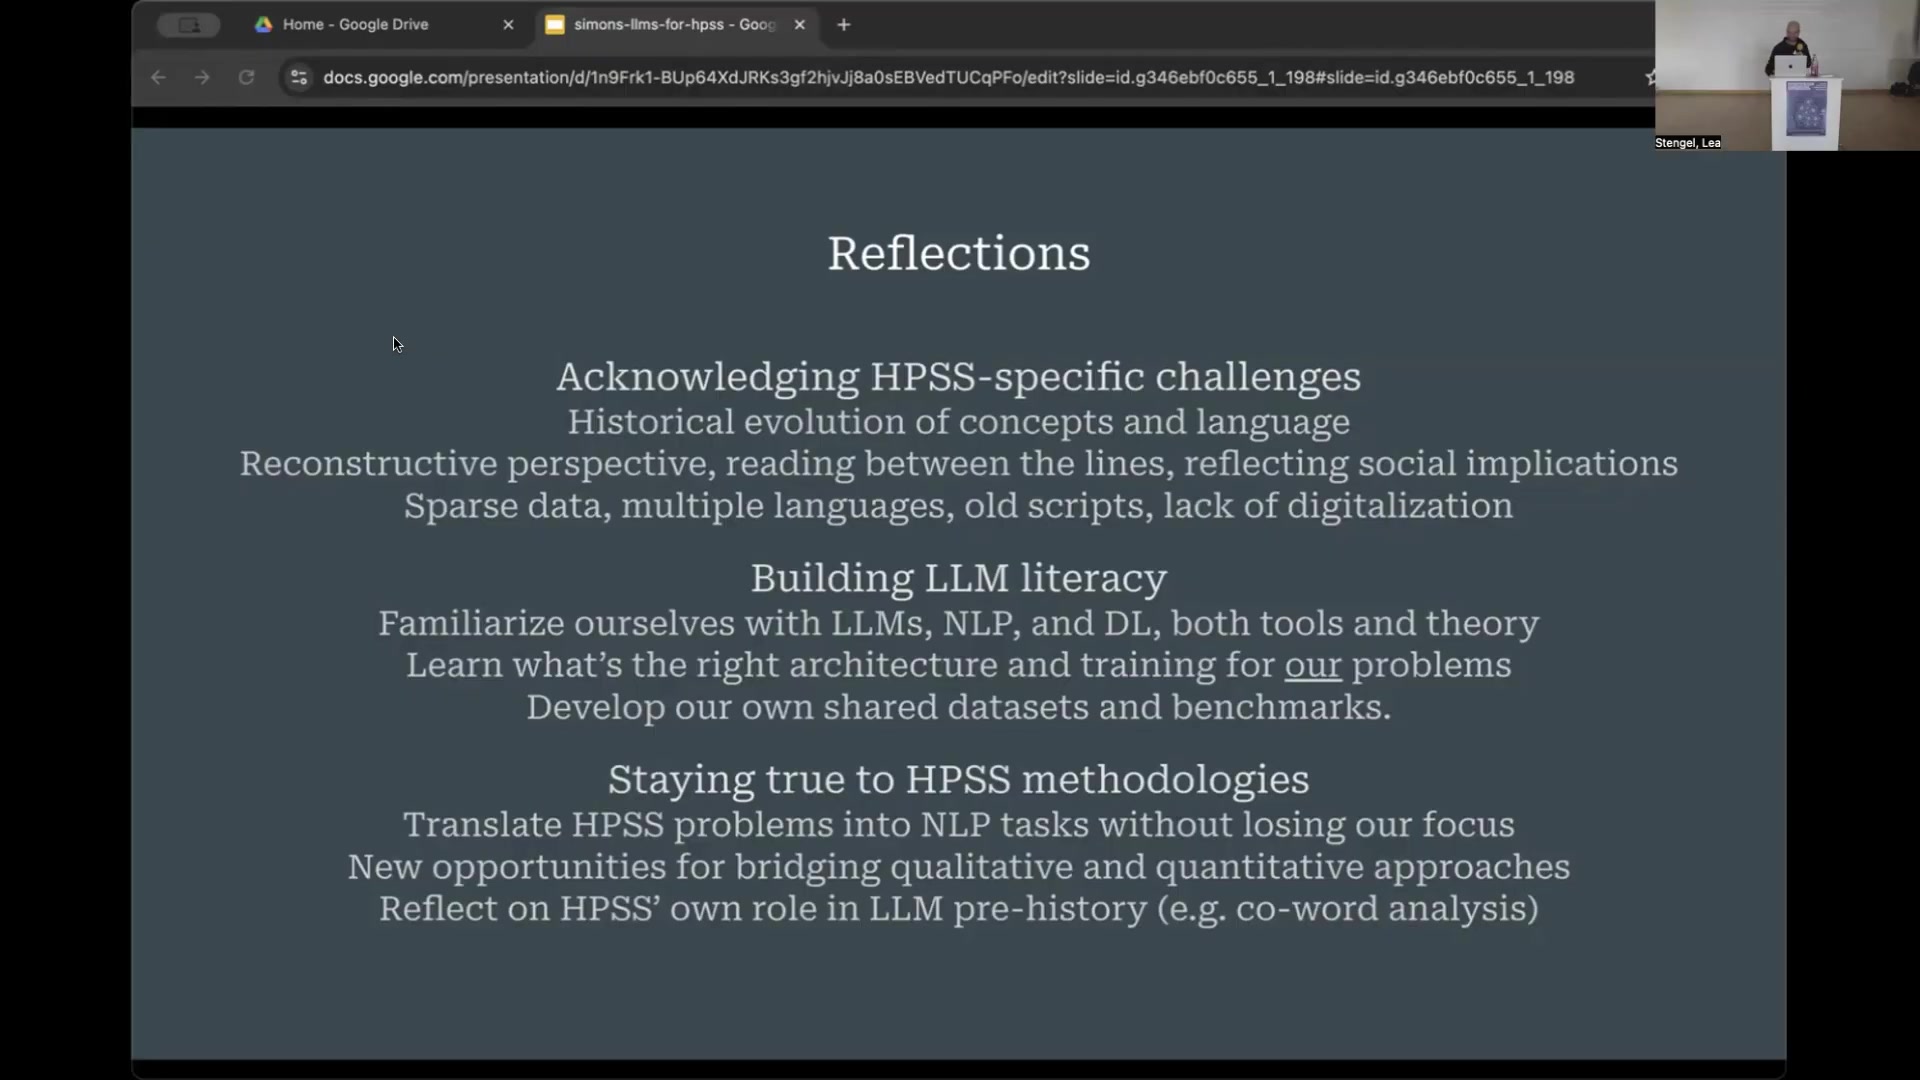 Home - Google Drive
simons-llms-for-hpss - Goog
docs.google.com/presentation/d/1n9Frk1-BUp64XdJRKs3gf2hjvJj8a0sEBVedTUCqPFo/edit?slide=id.g346ebf0c655_1_198#slide=id.g346ebf0c655_1_198
Stengel, Lea
Reflections
Acknowledging HPSS-specific challenges
Historical evolution of concepts and language
Reconstructive perspective, reading between the lines, reflecting social implications
Sparse data, multiple languages, old scripts, lack of digitalization
Building LLM literacy
Familiarize ourselves with LLMs, NLP, and DL, both tools and theory
Learn what’s the right architecture and training for our problems
Develop our own shared datasets and benchmarks.
Staying true to HPSS methodologies
Translate HPSS problems into NLP tasks without losing our focus
New opportunities for bridging qualitative and quantitative approaches
Reflect on HPSS’ own role in LLM pre-history (e.g. co-word analysis)